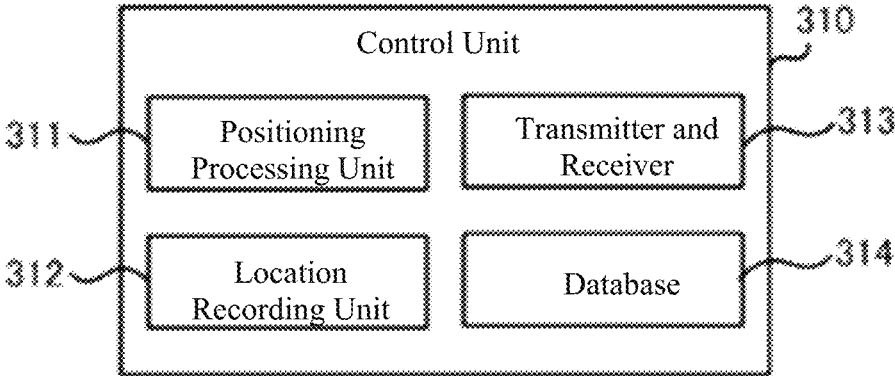 Control Unit
310
311
Positioning
Processing Unit
Transmitter and
Receiver
313
312
Location
Recording Unit
Database
314